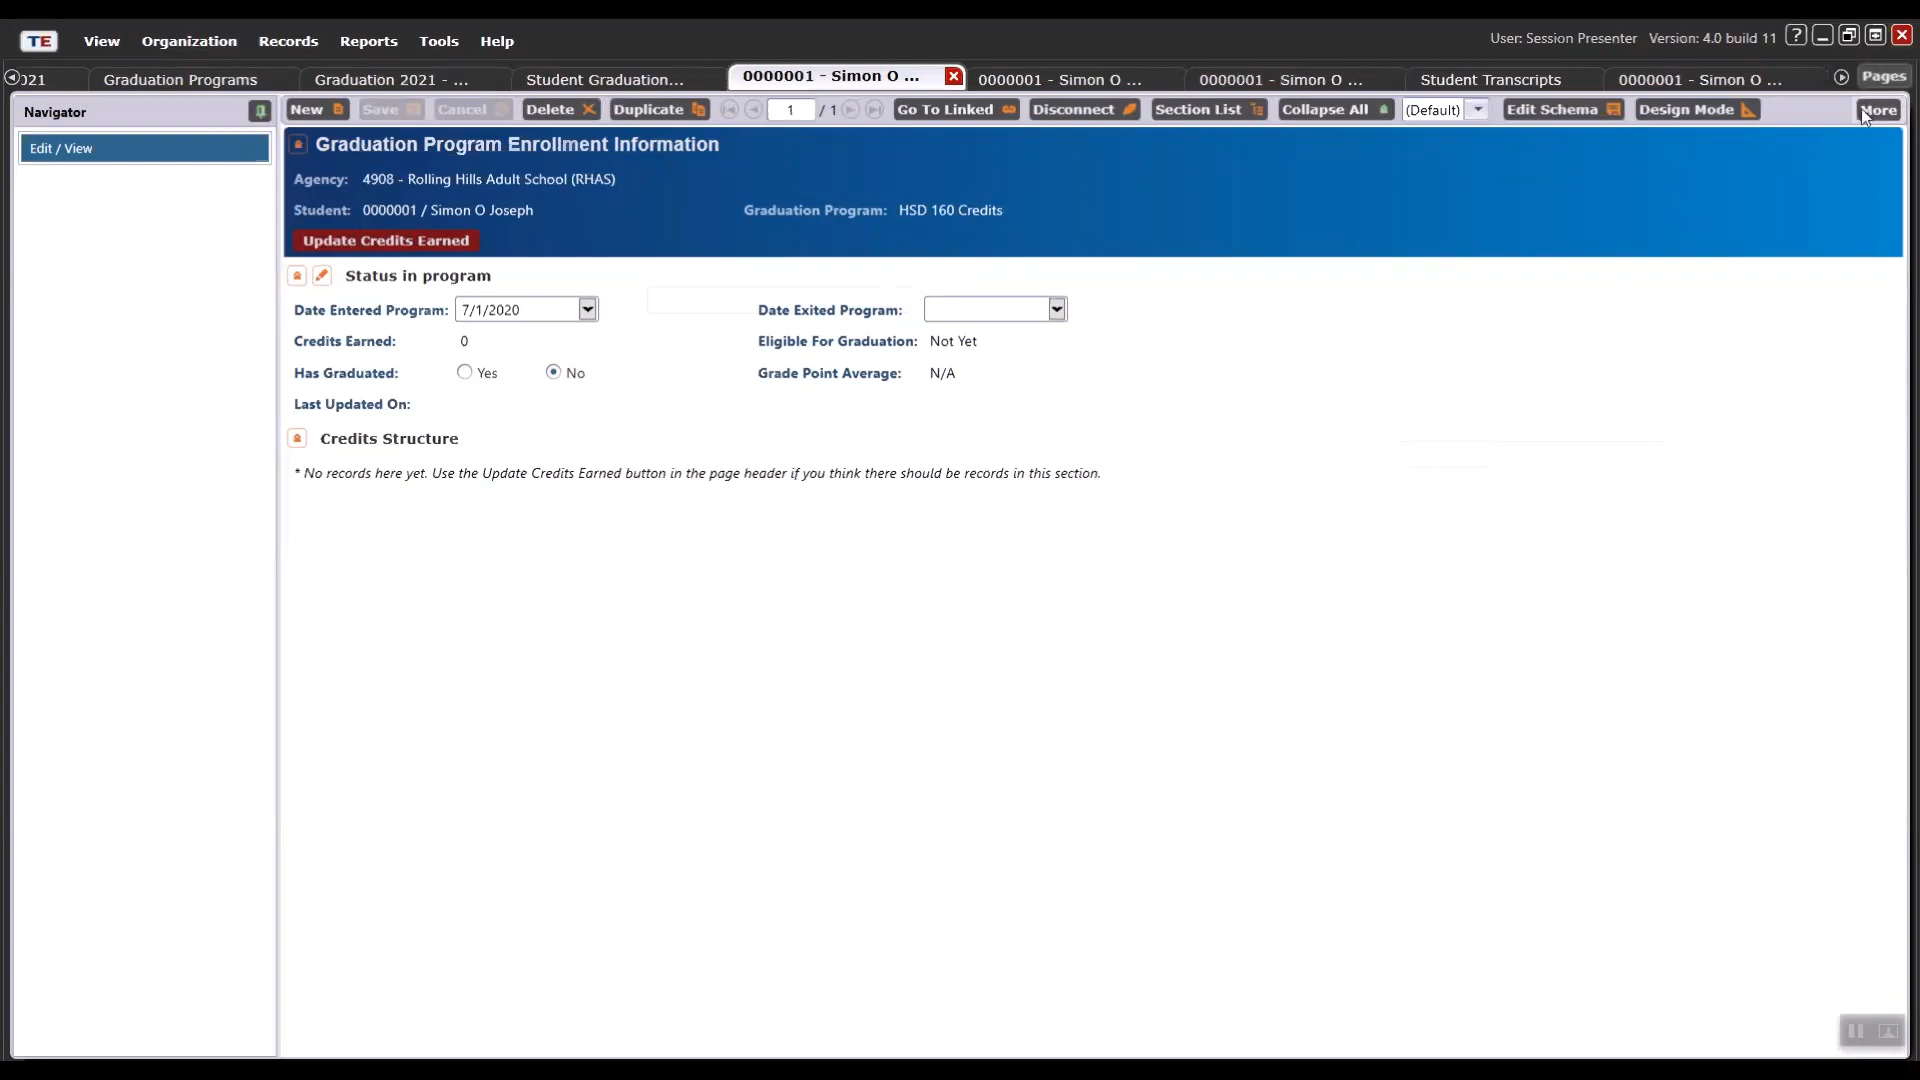 TE View Organization Records Reports Tools Help User: Session Presenter Version: 4.0 build 11 ?
021 Graduation Programs Graduation 2021 - ... Student Graduation... 0000001 - Simon O ... 0000001 - Simon O ... 0000001 - Simon O ... Student Transcripts 0000001 - Simon O ... Pages
Navigator New Save Cancel Delete Duplicate 1 / 1 Go To Linked Disconnect Section List Collapse All (Default) Edit Schema Design Mode More
Edit / View
Graduation Program Enrollment Information
Agency: 4908 - Rolling Hills Adult School (RHAS)
Student: 0000001 / Simon O Joseph Graduation Program: HSD 160 Credits
Update Credits Earned
Status in program
Date Entered Program: 7/1/2020 Date Exited Program:
Credits Earned: 0 Eligible For Graduation: Not Yet
Has Graduated: Yes No Grade Point Average: N/A
Last Updated On:
Credits Structure
* No records here yet. Use the Update Credits Earned button in the page header if you think there should be records in this section.